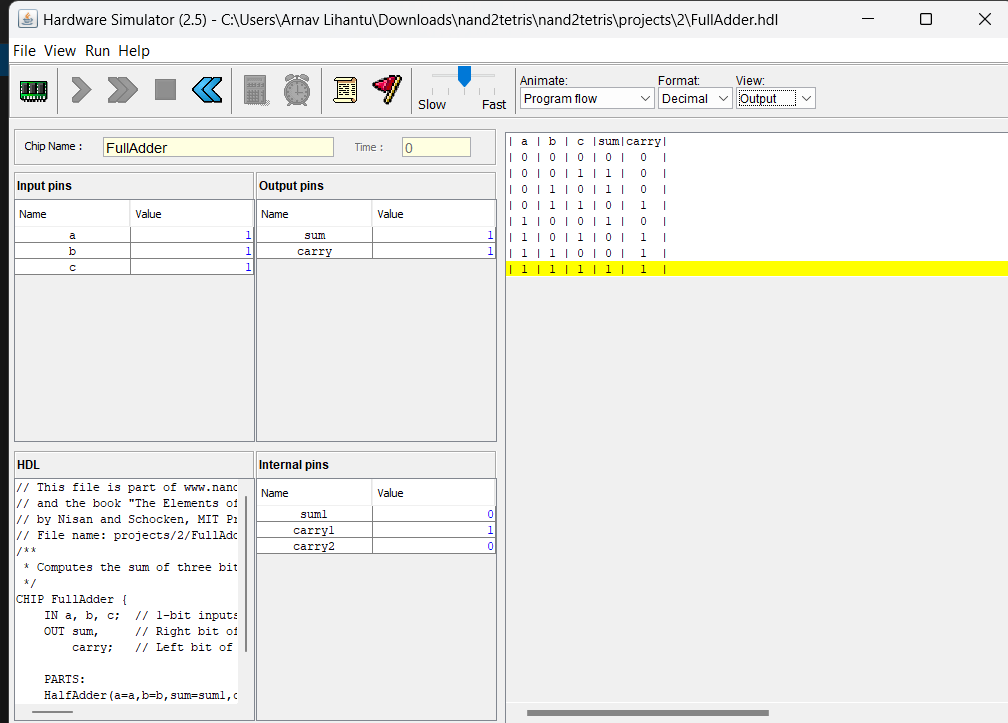 Hardware Simulator (2.5) - C:\Users\Arnav Lihantu\Downloads\nand2tetris\nand2tetris\projects\2\FullAdder.hdl
File View Run Help
Slow Fast
Animate: Format: View:
Program flow Decimal Output
Chip Name : FullAdder Time : 0
Input pins
Name Value
a 1
b 1
c 1
Output pins
Name Value
sum 1
carry 1
HDL
// This file is part of www.nand
// and the book "The Elements of
// by Nisan and Schocken, MIT Pr
// File name: projects/2/FullAdd
/**
 * Computes the sum of three bit
 */
CHIP FullAdder {
    IN a, b, c;  // 1-bit inputs
    OUT sum,     // Right bit of
        carry;   // Left bit of

    PARTS:
    HalfAdder(a=a,b=b,sum=sum1,c
Internal pins
Name Value
sum1 0
carry1 1
carry2 0
| a | b | c |sum|carry|
| 0 | 0 | 0 | 0 |  0  |
| 0 | 0 | 1 | 1 |  0  |
| 0 | 1 | 0 | 1 |  0  |
| 0 | 1 | 1 | 0 |  1  |
| 1 | 0 | 0 | 1 |  0  |
| 1 | 0 | 1 | 0 |  1  |
| 1 | 1 | 0 | 0 |  1  |
| 1 | 1 | 1 | 1 |  1  |